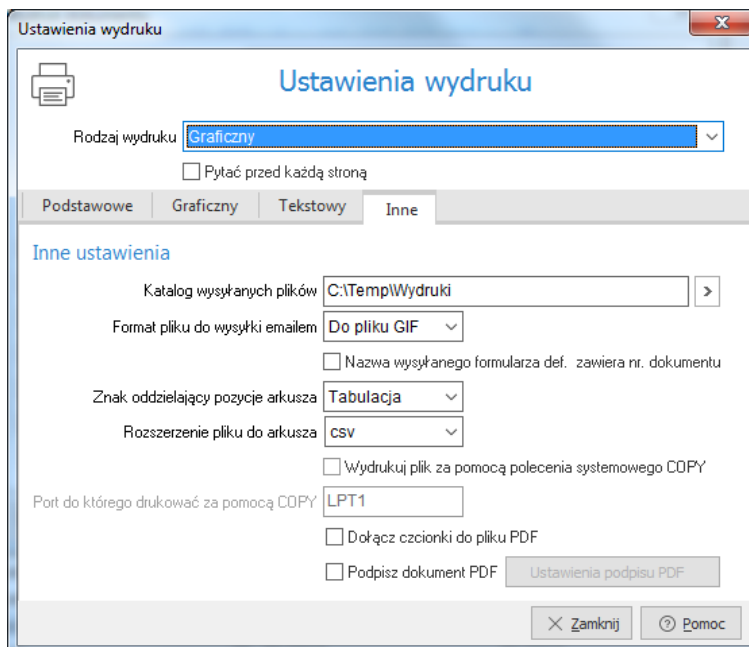 Ustawienia wydruku
Ustawienia wydruku
Rodzaj wydruku Graficzny
Pytać przed każdą stroną
Podstawowe Graficzny Tekstowy Inne
Inne ustawienia
Katalog wysyłanych plików C:\Temp\Wydruki >
Format pliku do wysyłki emailem Do pliku GIF
Nazwa wysyłanego formularza def. zawiera nr. dokumentu
Znak oddzielający pozycje arkusza Tabulacja
Rozszerzenie pliku do arkusza csv
Wydrukuj plik za pomocą polecenia systemowego COPY
Port do którego drukować za pomocą COPY LPT1
Dołącz czcionki do pliku PDF
Podpisz dokument PDF Ustawienia podpisu PDF
Zamknij Pomoc